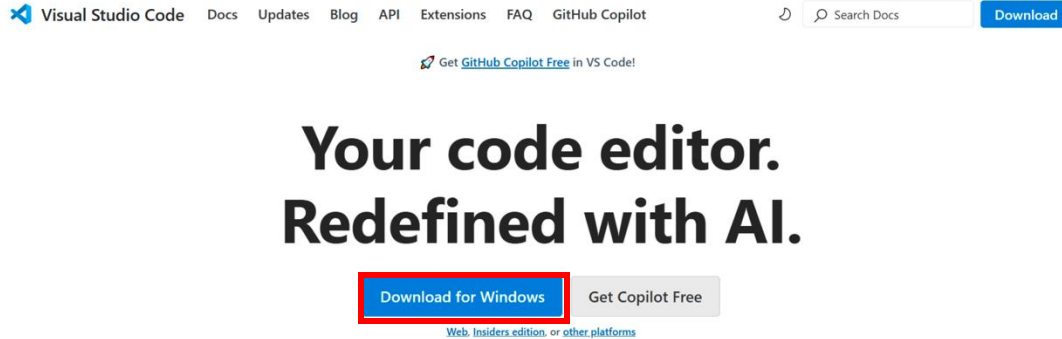 Visual Studio Code Docs Updates Blog API Extensions FAQ GitHub Copilot Search Docs Download
🚀 Get GitHub Copilot Free in VS Code!
Your code editor.
Redefined with AI.
Download for Windows Get Copilot Free
Web, Insiders edition, or other platforms